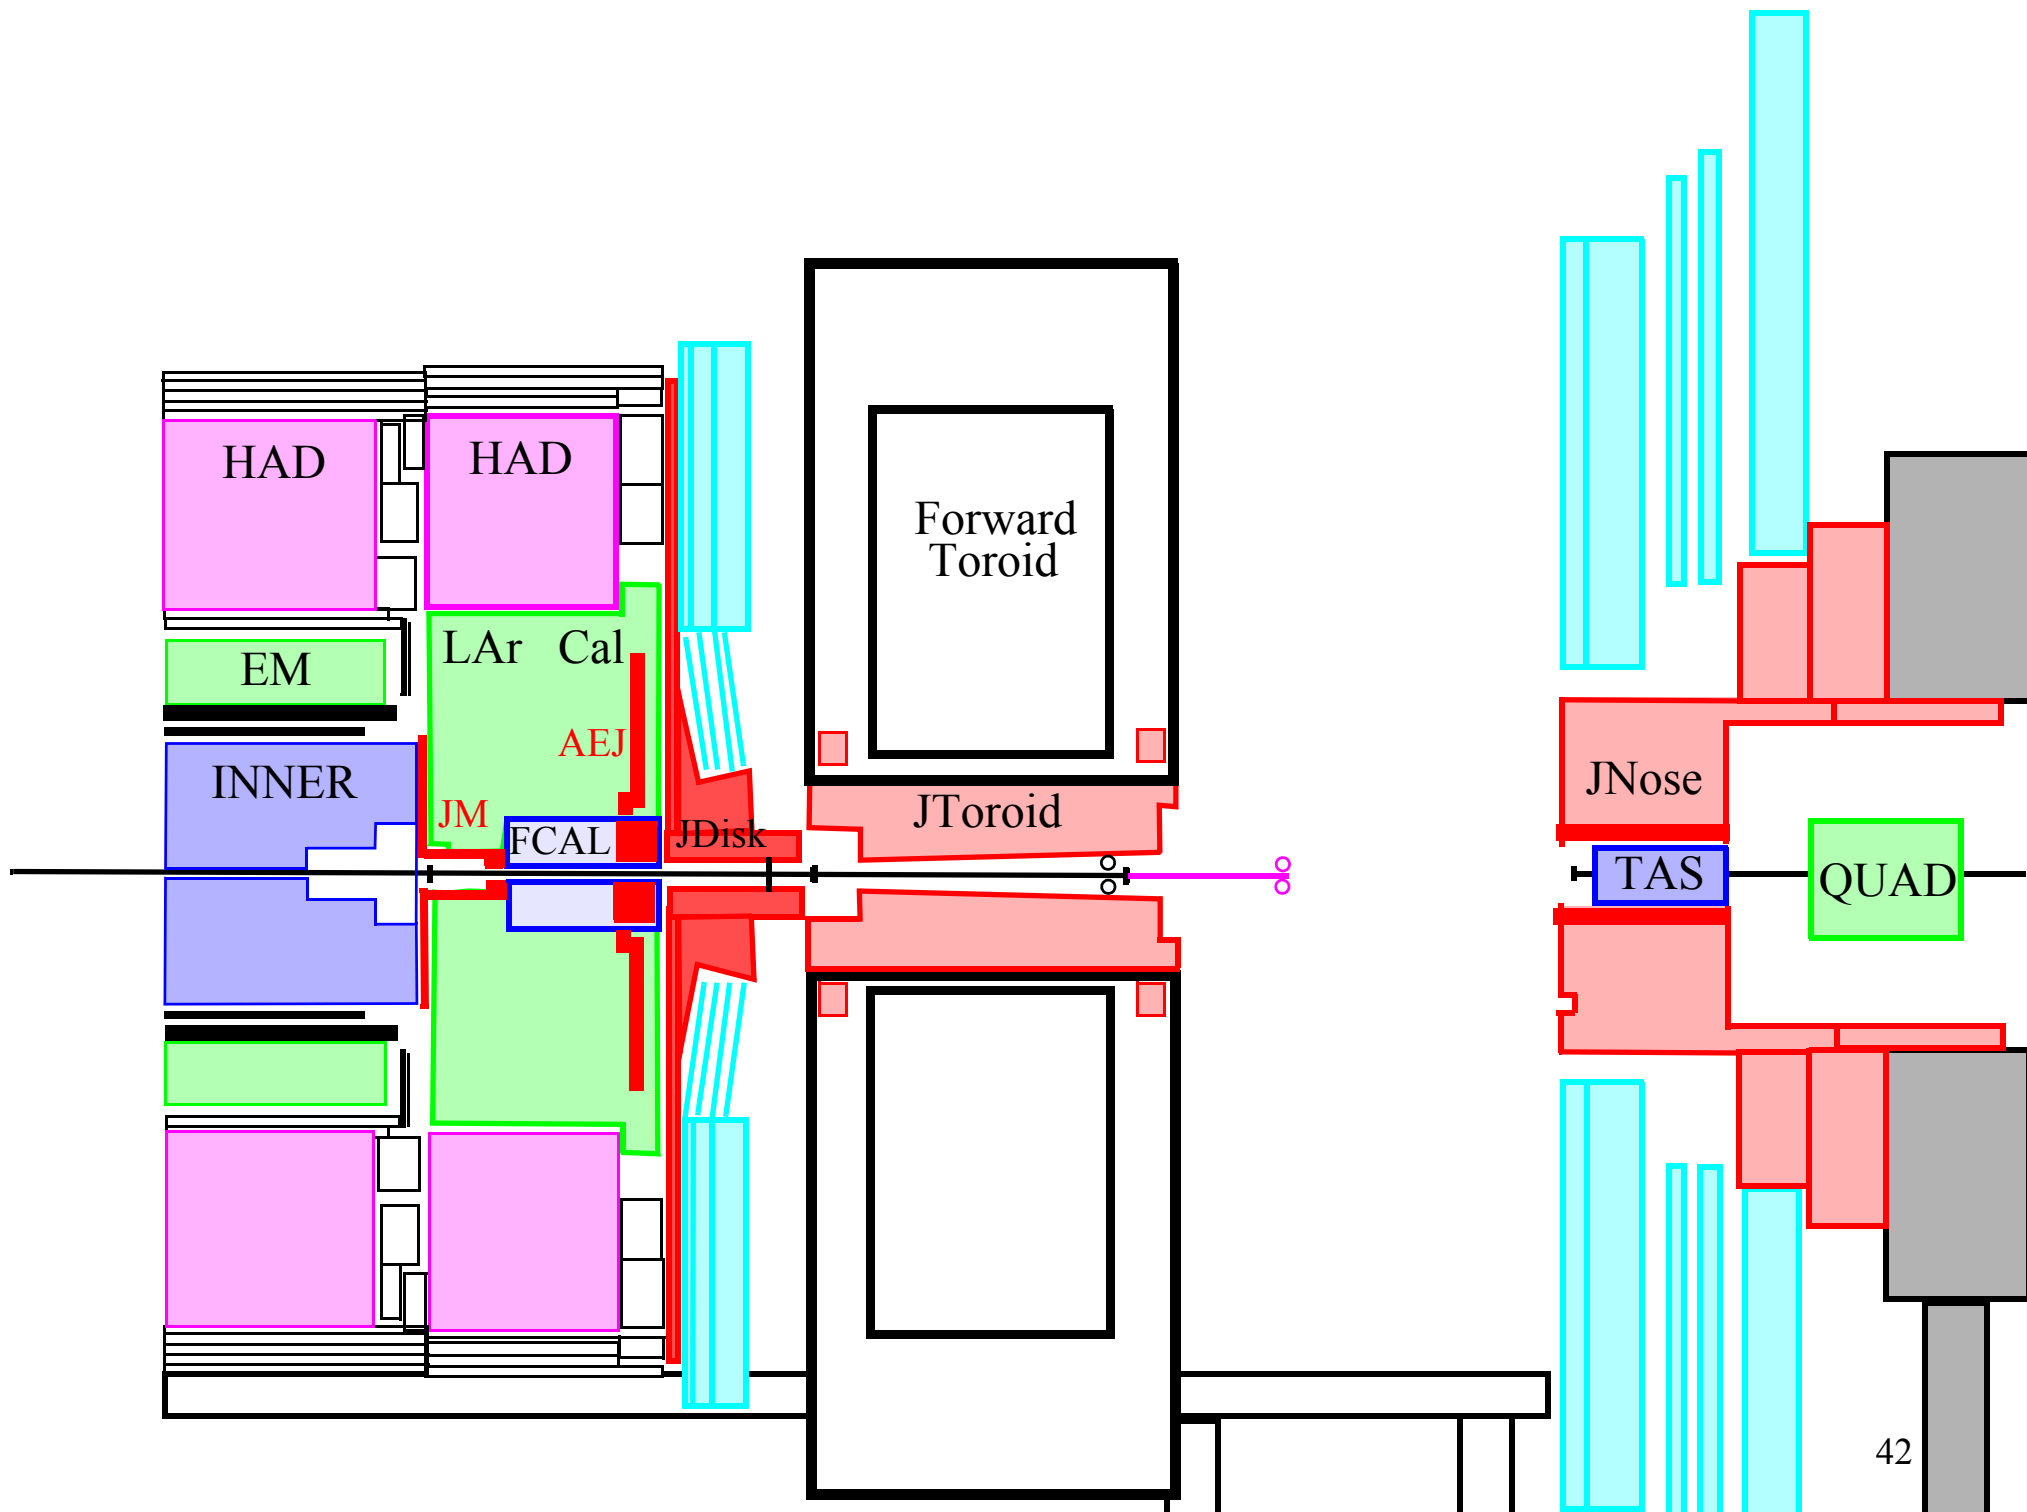 HAD
HAD
Forward
Toroid
LAr Cal
EM
AEJ
INNER
JM
FCAL
JDisk
JToroid
JNose
TAS
QUAD
42